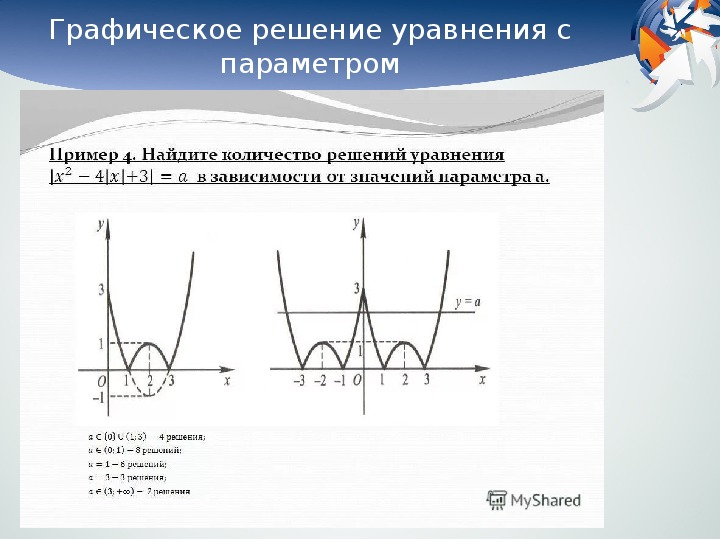 Графическое решение уравнения с
параметром
Пример 4. Найдите количество решений уравнения
|x² − 4|x|+3| = a в зависимости от значений параметра а.
y
3
1
O
1
2
3
x
−1
y
3
y = a
1
−3
−2
−1
O
1
2
3
x
a ⊂ {0} ∪ (1; 3) − 4 решения;
a ∈ (0; 1) − 8 решений;
a = 1 − 6 решений;
a − 3 − 3 решения;
a ∈ (3; +∞) − 2 решения
MyShared